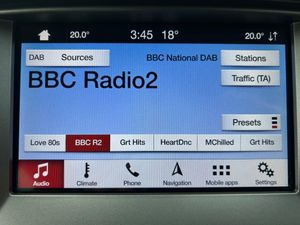 20.0° 3:45 18° 20.0°
DAB Sources BBC National DAB Stations
BBC Radio2
Traffic (TA)
Presets
Love 80s BBC R2 Grt Hits HeartDnc MChilled Grt Hits
Audio Climate Phone Navigation Mobile apps Settings